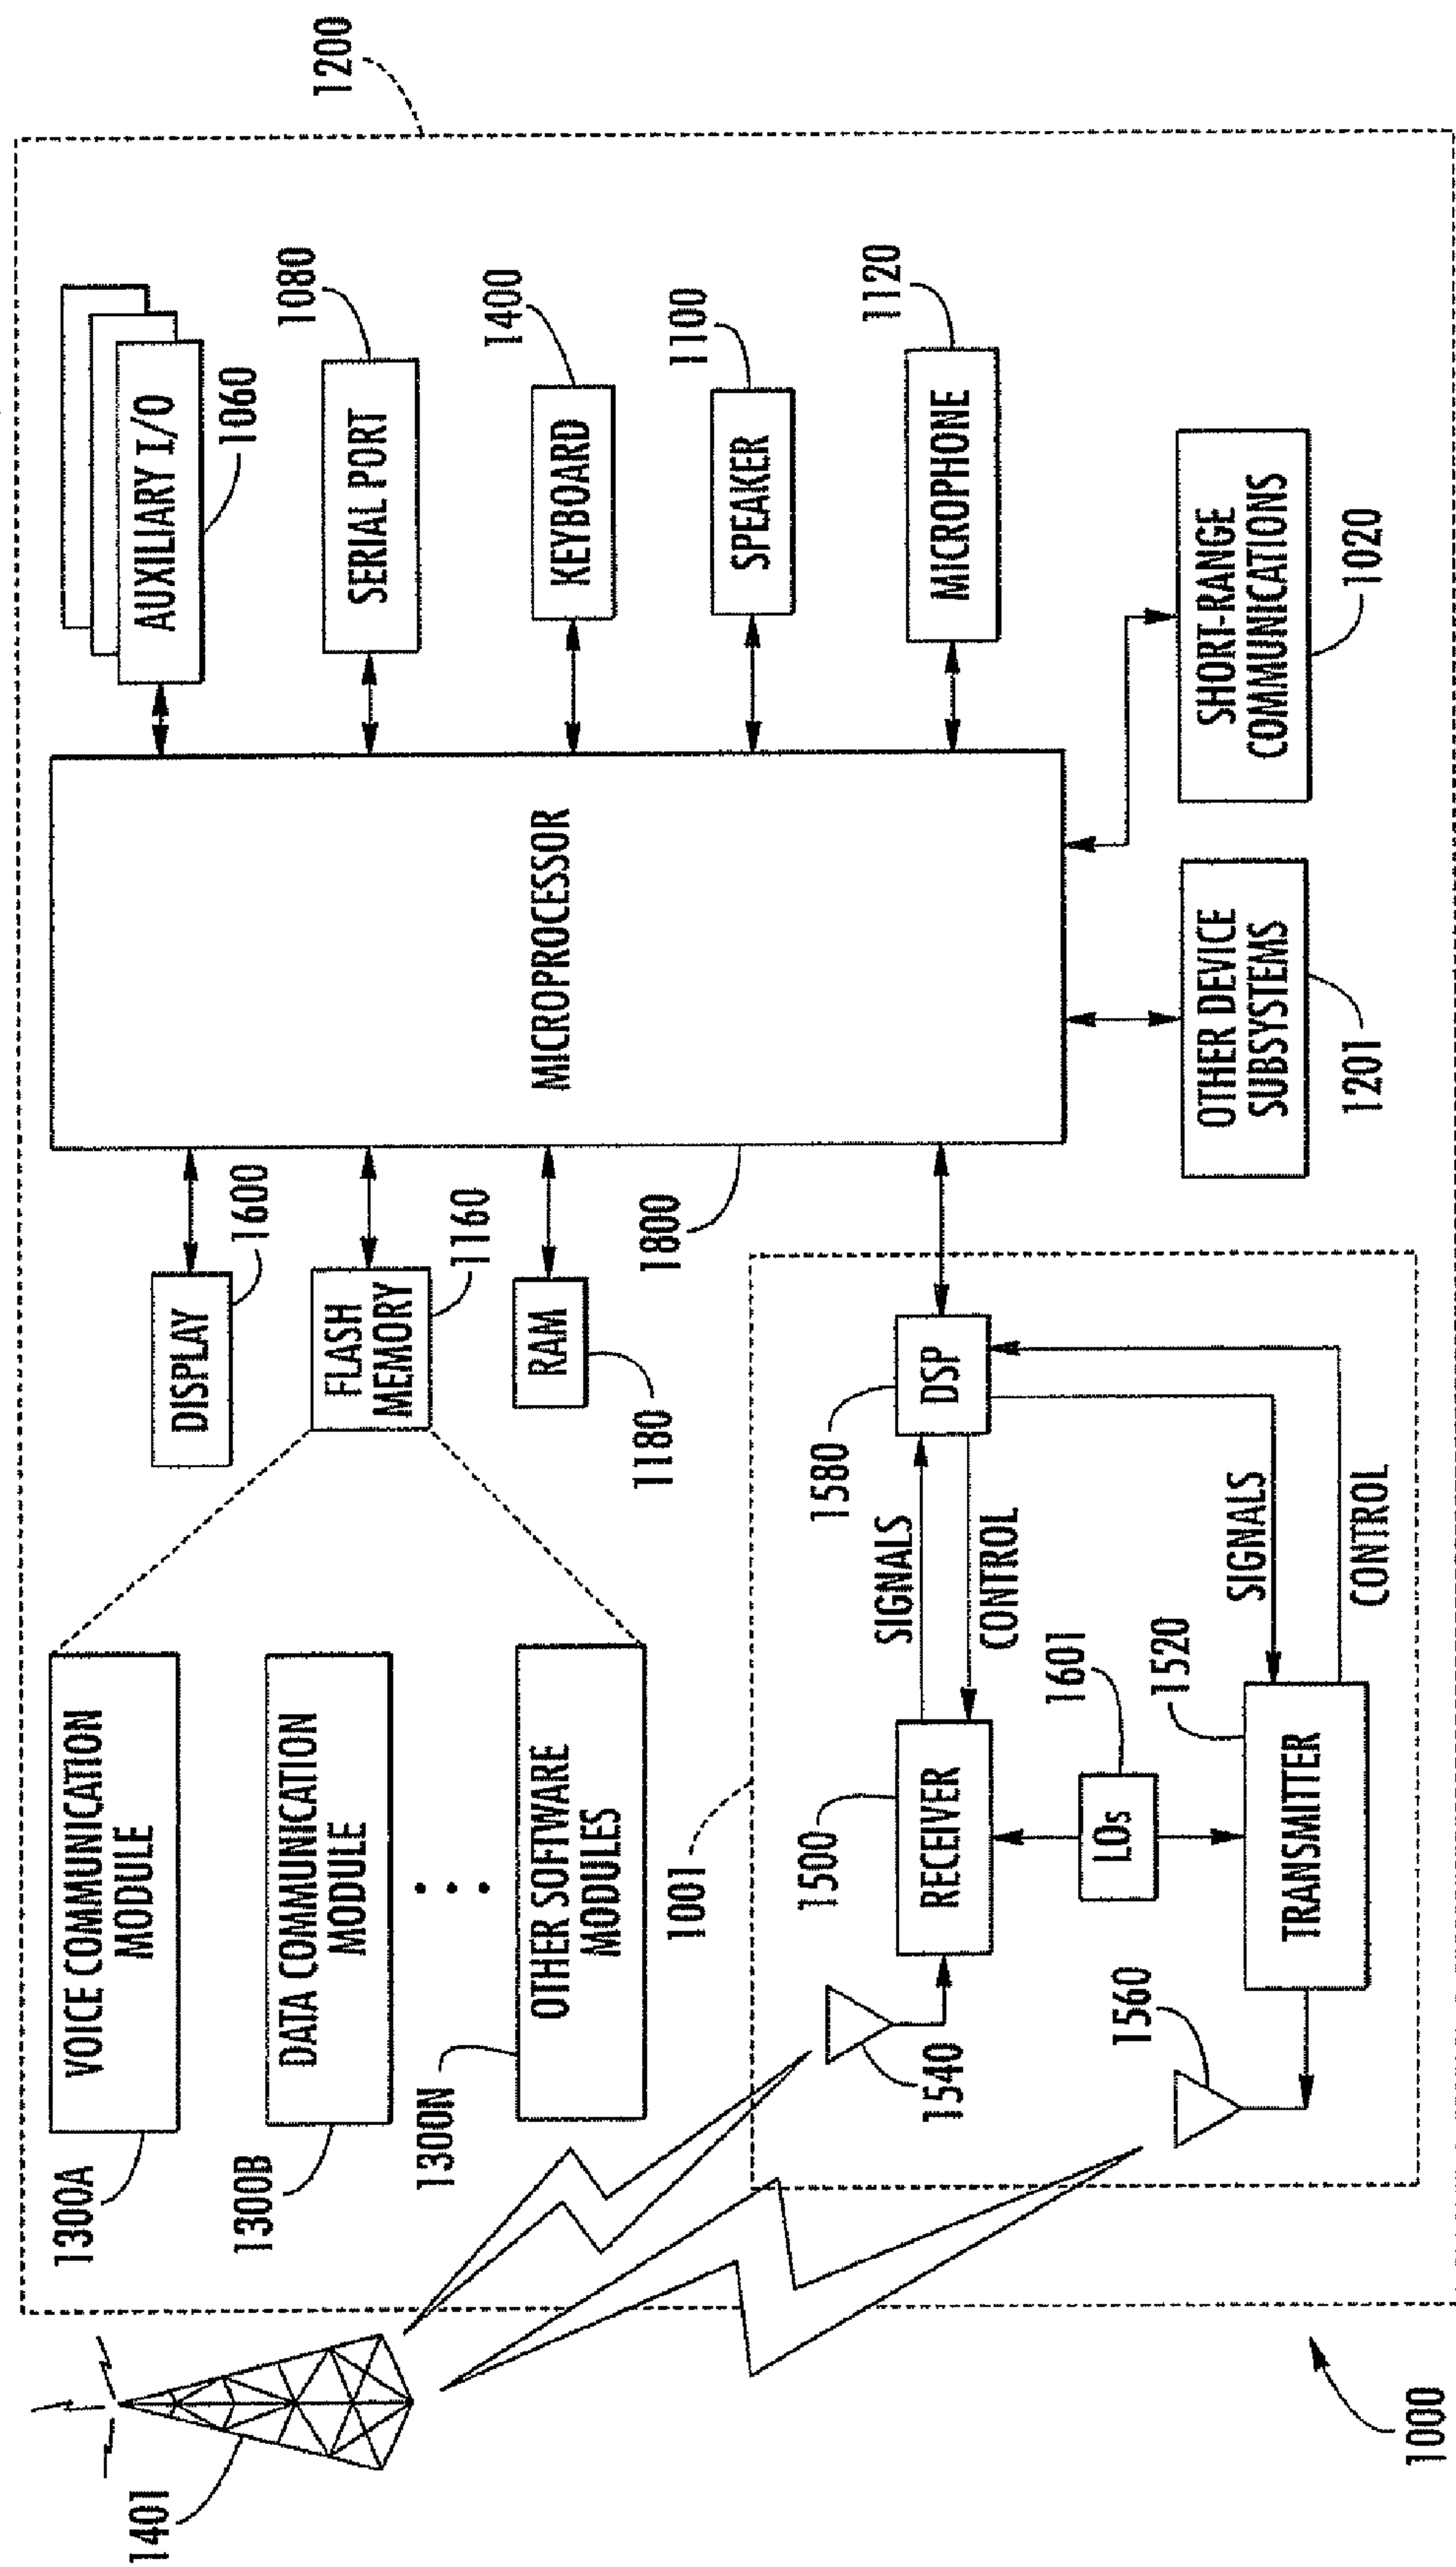 1200
AUXILIARY I/O
1060
SERIAL PORT
1080
KEYBOARD
1400
SPEAKER
1100
MICROPHONE
1120
SHORT-RANGE
COMMUNICATIONS
1020
OTHER DEVICE
SUBSYSTEMS
1201
MICROPROCESSOR
1800
DISPLAY
1600
FLASH
MEMORY
1160
RAM
1180
VOICE COMMUNICATION
MODULE
1300A
DATA COMMUNICATION
MODULE
1300B
OTHER SOFTWARE
MODULES
1300N
1001
DSP
1580
SIGNALS
CONTROL
RECEIVER
1500
LOs
1601
SIGNALS
CONTROL
TRANSMITTER
1520
1540
1560
1401
1000